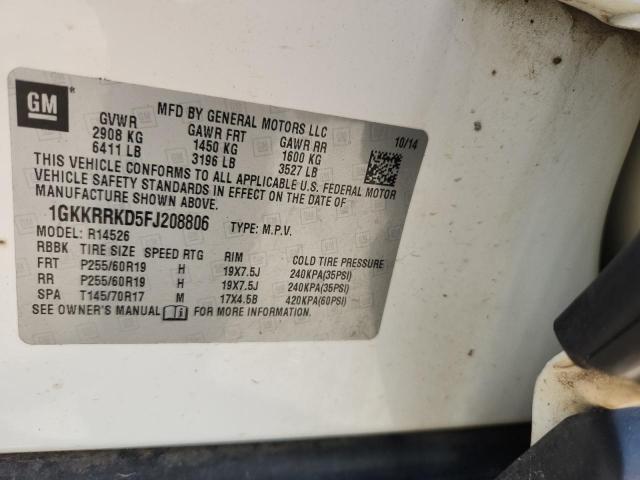 GM
MFD BY GENERAL MOTORS LLC 10/14
GVWR GAWR FRT GAWR RR
2908 KG 1450 KG 1600 KG
6411 LB 3196 LB 3527 LB
THIS VEHICLE CONFORMS TO ALL APPLICABLE U.S. FEDERAL MOTOR
VEHICLE SAFETY STANDARDS IN EFFECT ON THE DATE OF
MANUFACTURE SHOWN ABOVE.
1GKKRRKD5FJ208806 TYPE: M.P.V.
MODEL: R14526
RBBK TIRE SIZE SPEED RTG RIM COLD TIRE PRESSURE
FRT P255/60R19 H 19X7.5J 240KPA(35PSI)
RR P255/60R19 H 19X7.5J 240KPA(35PSI)
SPA T145/70R17 M 17X4.5B 420KPA(60PSI)
SEE OWNER'S MANUAL FOR MORE INFORMATION.